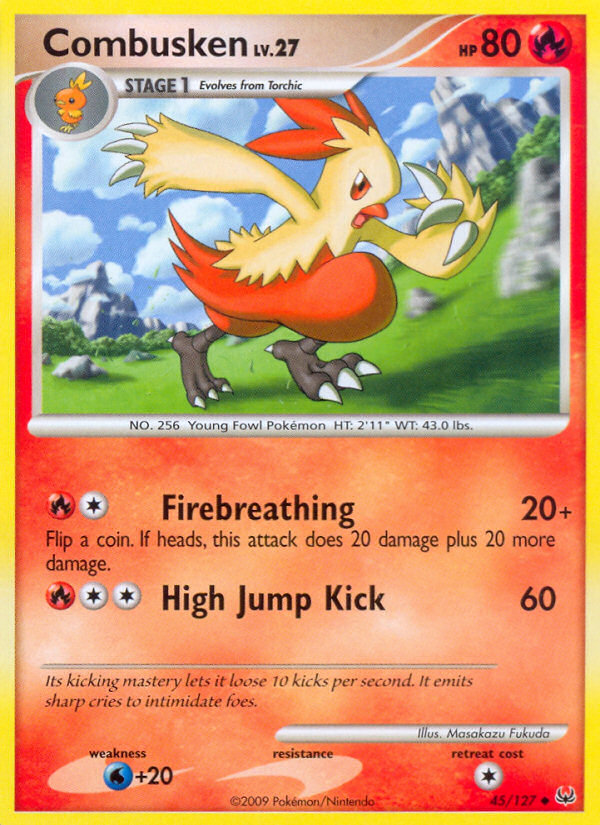 Combusken LV.27 HP 80
STAGE 1 Evolves from Torchic
NO. 256 Young Fowl Pokémon HT: 2'11" WT: 43.0 lbs.
Firebreathing 20+
Flip a coin. If heads, this attack does 20 damage plus 20 more
damage.
High Jump Kick 60
Its kicking mastery lets it loose 10 kicks per second. It emits
sharp cries to intimidate foes.
Illus. Masakazu Fukuda
weakness resistance retreat cost
+20
©2009 Pokémon/Nintendo 45/127